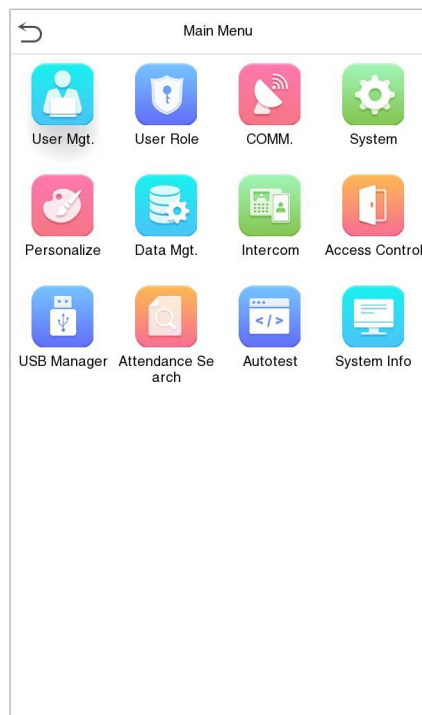 Main Menu
User Mgt.
User Role
COMM.
System
Personalize
Data Mgt.
Intercom
Access Control
USB Manager
Attendance Se
arch
Autotest
System Info